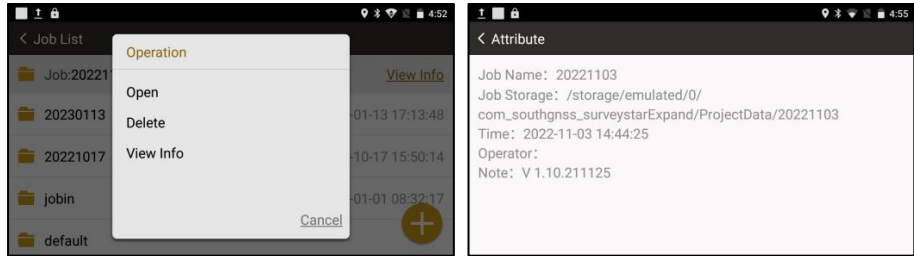 4:52
Job List
Operation
Job:20221
View Info
Open
20230113
-01-13 17:13:48
Delete
View Info
20221017
-10-17 15:50:14
jobin
-01-01 08:32:17
Cancel
default
4:55
Attribute
Job Name: 20221103
Job Storage: /storage/emulated/0/
com_southgnss_surveystarExpand/ProjectData/20221103
Time: 2022-11-03 14:44:25
Operator:
Note: V 1.10.211125